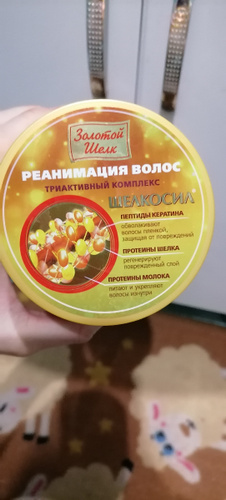 Золотой
Шелк
РЕАНИМАЦИЯ ВОЛОС
ТРИАКТИВНЫЙ КОМПЛЕКС
ШЕЛКОСИЛ
ПЕПТИДЫ КЕРАТИНА
обволакивают
волосы пленкой,
защищая от повреждений
ПРОТЕИНЫ ШЕЛКА
регенерируют
поврежденный слой
ПРОТЕИНЫ МОЛОКА
питают и укрепляют
волосы изнутри